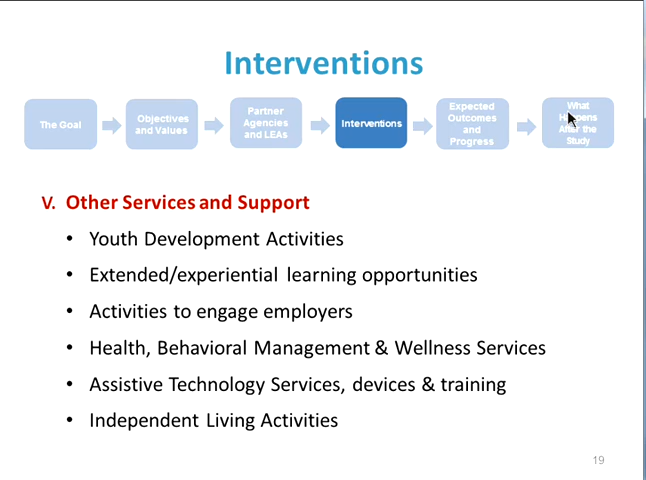 Interventions
The Goal
Objectives
and Values
Partner
Agencies
and LEAs
Interventions
Expected
Outcomes
and
Progress
What
Happens
After the
Study
V. Other Services and Support
• Youth Development Activities
• Extended/experiential learning opportunities
• Activities to engage employers
• Health, Behavioral Management & Wellness Services
• Assistive Technology Services, devices & training
• Independent Living Activities
19